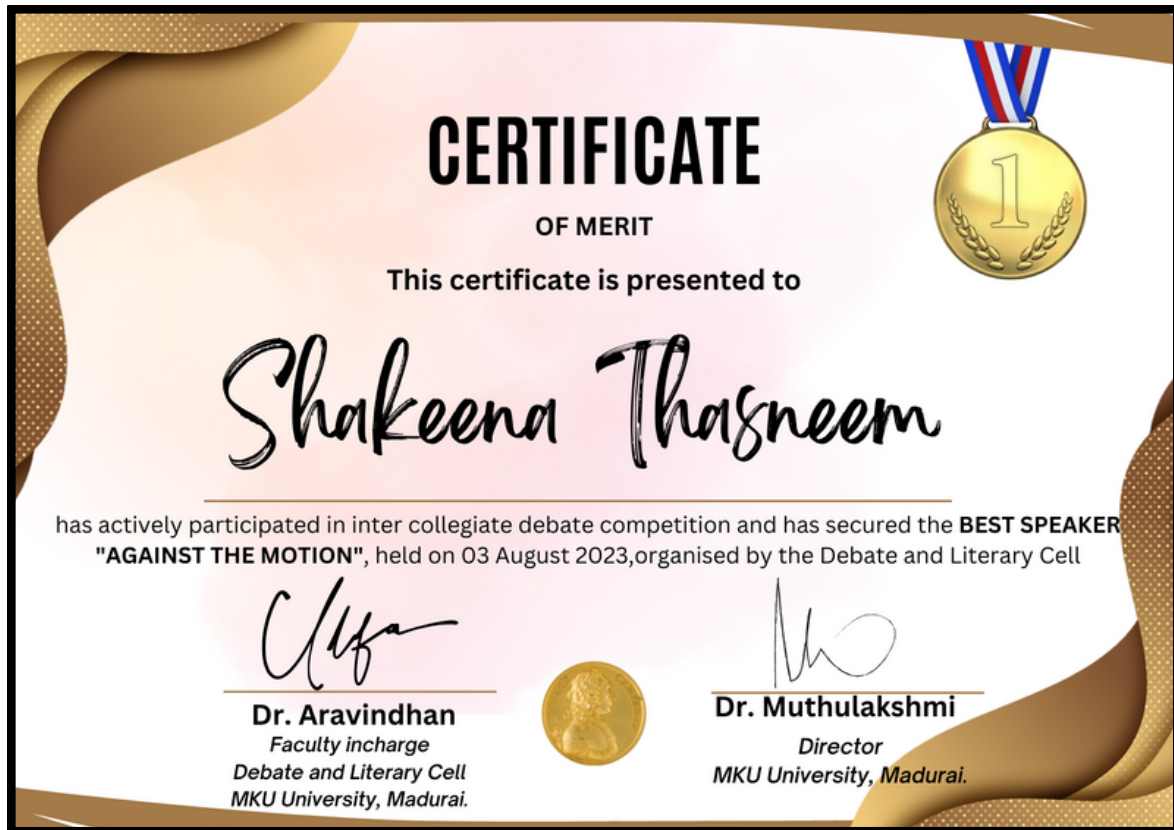 1
CERTIFICATE
OF MERIT
This certificate is presented to
Shakeena Thasneem
has actively participated in inter collegiate debate competition and has secured the BEST SPEAKER
"AGAINST THE MOTION", held on 03 August 2023,organised by the Debate and Literary Cell
Dr. Aravindhan
Faculty incharge
Debate and Literary Cell
MKU University, Madurai.
Dr. Muthulakshmi
Director
MKU University, Madurai.